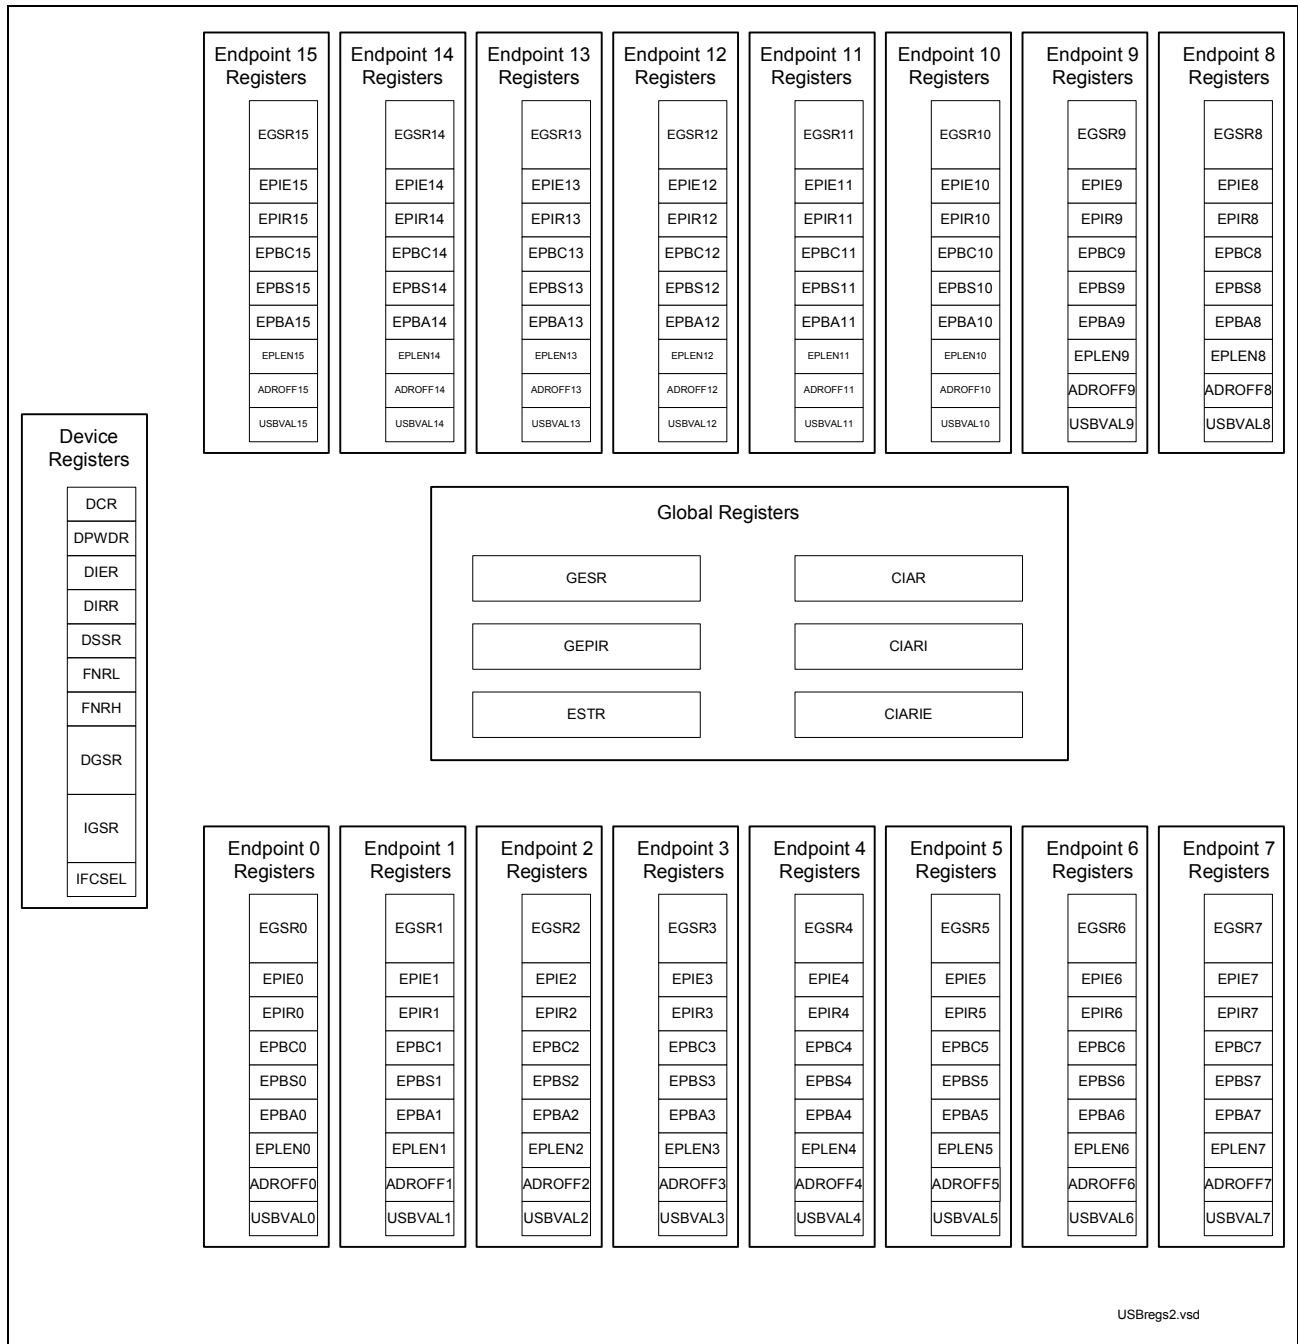 Endpoint 15
Registers
EGSR15
EPIE15
EPIR15
EPBC15
EPBS15
EPBA15
EPLEN15
ADROFF15
USBVAL15
Endpoint 14
Registers
EGSR14
EPIE14
EPIR14
EPBC14
EPBS14
EPBA14
EPLEN14
ADROFF14
USBVAL14
Endpoint 13
Registers
EGSR13
EPIE13
EPIR13
EPBC13
EPBS13
EPBA13
EPLEN13
ADROFF13
USBVAL13
Endpoint 12
Registers
EGSR12
EPIE12
EPIR12
EPBC12
EPBS12
EPBA12
EPLEN12
ADROFF12
USBVAL12
Endpoint 11
Registers
EGSR11
EPIE11
EPIR11
EPBC11
EPBS11
EPBA11
EPLEN11
ADROFF11
USBVAL11
Endpoint 10
Registers
EGSR10
EPIE10
EPIR10
EPBC10
EPBS10
EPBA10
EPLEN10
ADROFF10
USBVAL10
Endpoint 9
Registers
EGSR9
EPIE9
EPIR9
EPBC9
EPBS9
EPBA9
EPLEN9
ADROFF9
USBVAL9
Endpoint 8
Registers
EGSR8
EPIE8
EPIR8
EPBC8
EPBS8
EPBA8
EPLEN8
ADROFF8
USBVAL8
Device
Registers
DCR
DPWDR
DIER
DIRR
DSSR
FNRL
FNRH
DGSR
IGSR
IFCSEL
Global Registers
GESR
CIAR
GEPIR
CIARI
ESTR
CIARIE
Endpoint 0
Registers
EGSR0
EPIE0
EPIR0
EPBC0
EPBS0
EPBA0
EPLEN0
ADROFF0
USBVAL0
Endpoint 1
Registers
EGSR1
EPIE1
EPIR1
EPBC1
EPBS1
EPBA1
EPLEN1
ADROFF1
USBVAL1
Endpoint 2
Registers
EGSR2
EPIE2
EPIR2
EPBC2
EPBS2
EPBA2
EPLEN2
ADROFF2
USBVAL2
Endpoint 3
Registers
EGSR3
EPIE3
EPIR3
EPBC3
EPBS3
EPBA3
EPLEN3
ADROFF3
USBVAL3
Endpoint 4
Registers
EGSR4
EPIE4
EPIR4
EPBC4
EPBS4
EPBA4
EPLEN4
ADROFF4
USBVAL4
Endpoint 5
Registers
EGSR5
EPIE5
EPIR5
EPBC5
EPBS5
EPBA5
EPLEN5
ADROFF5
USBVAL5
Endpoint 6
Registers
EGSR6
EPIE6
EPIR6
EPBC6
EPBS6
EPBA6
EPLEN6
ADROFF6
USBVAL6
Endpoint 7
Registers
EGSR7
EPIE7
EPIR7
EPBC7
EPBS7
EPBA7
EPLEN7
ADROFF7
USBVAL7
USBregs2.vsd